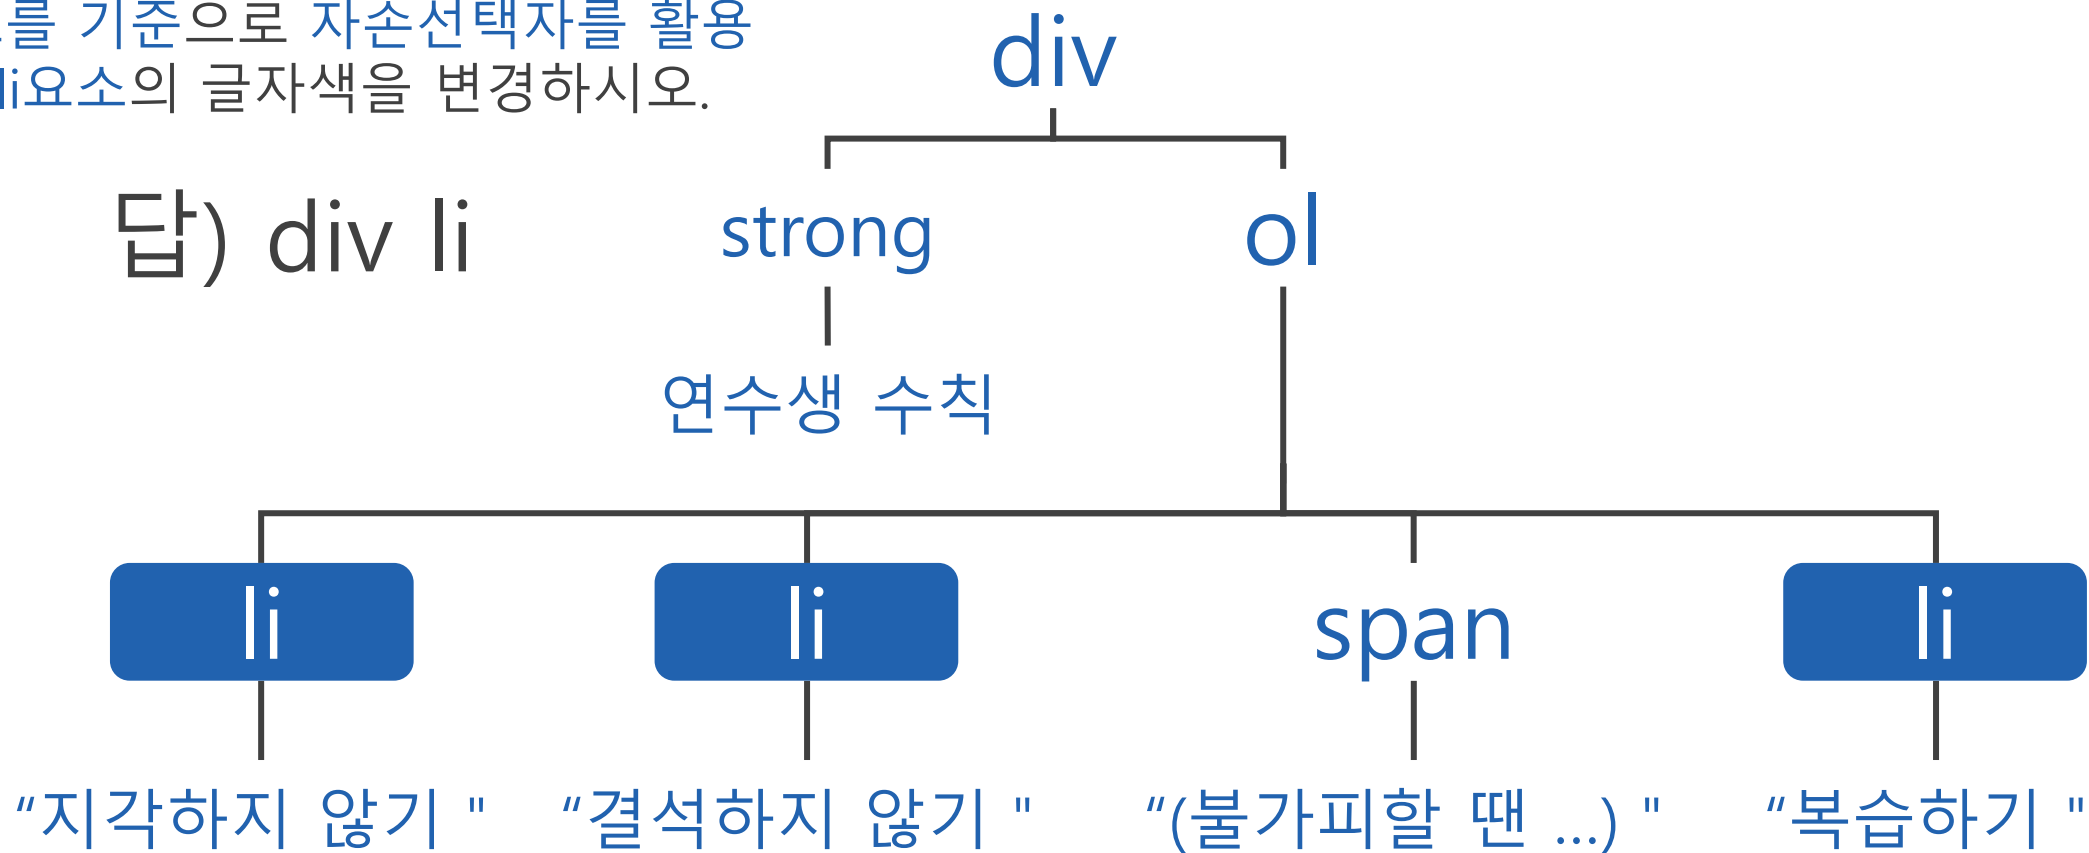 를 기준으로 자손선택자를 활용
li요소의 글자색을 변경하시오.
div
답) div li
strong
ol
연수생 수칙
li
li
span
li
“지각하지 않기 "
“결석하지 않기 "
“(불가피할 땐 ...) "
“복습하기 "